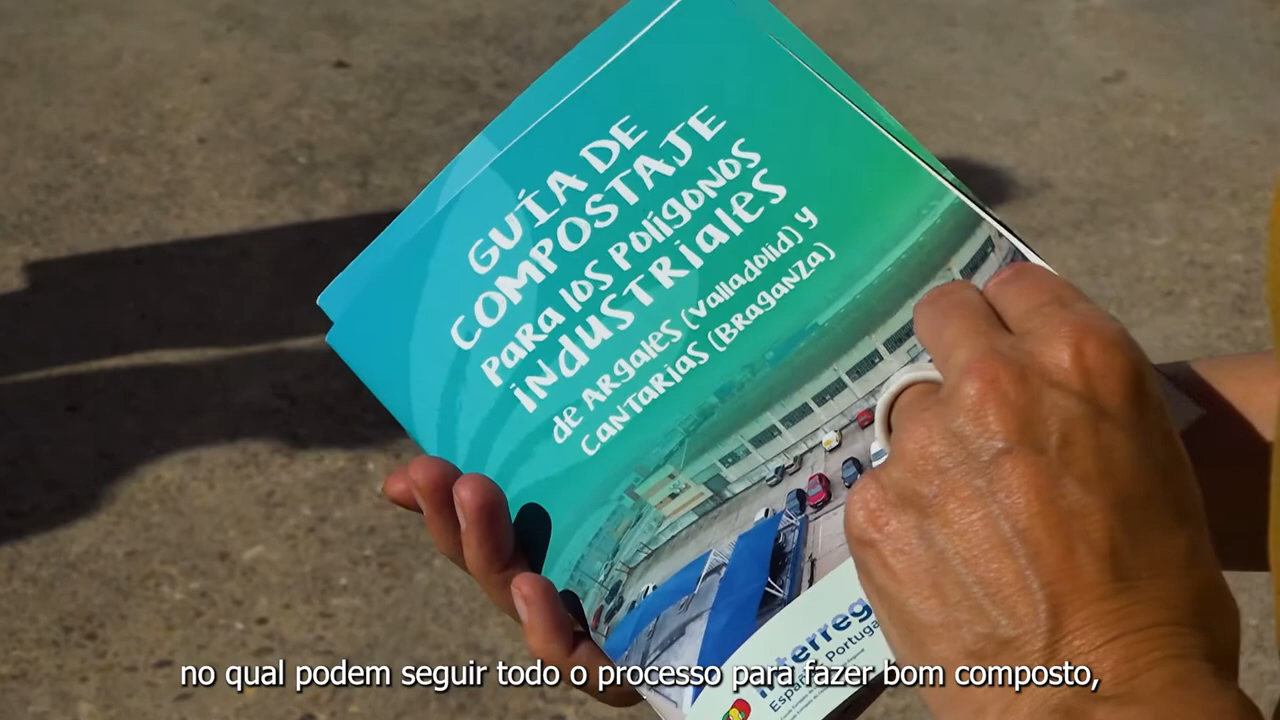 GUÍA DE
COMPOSTAJE
PARA LOS POLÍGONOS
INDUSTRIALES
de ARGALES (VALLADOLID) y
CANTARIAS (BRAGANZA)
Interreg
España
Portuga
no qual podem seguir todo o processo para fazer bom composto,